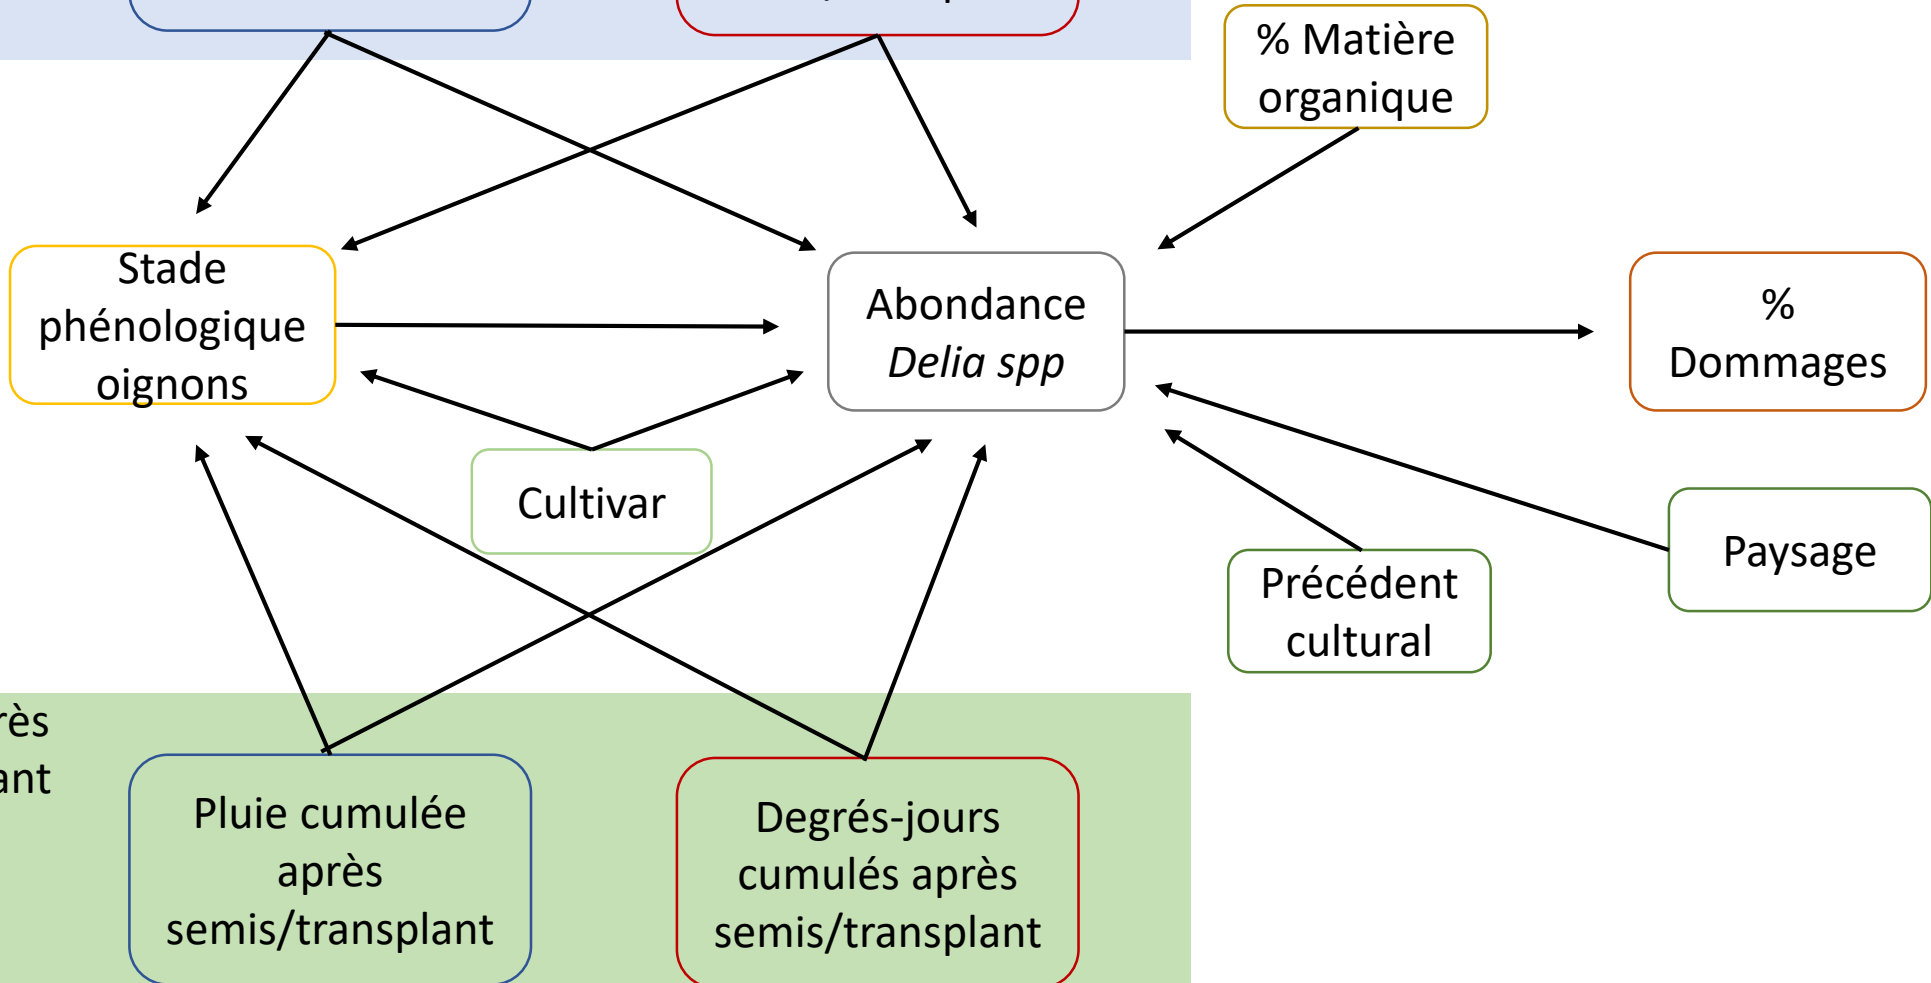 % Matière
organique
Stade
phénologique
oignons
Abondance
Delia spp
%
Dommages
Cultivar
Précédent
cultural
Paysage
Pluie cumulée
après
semis/transplant
Degrés-jours
cumulés après
semis/transplant